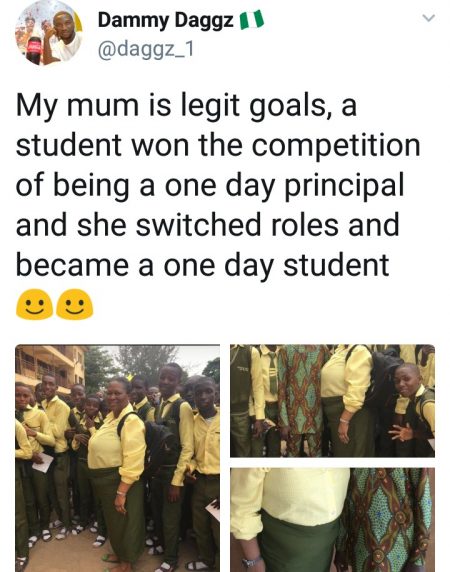 Dammy Daggz 🇳🇬
@daggz_1
My mum is legit goals, a
student won the competition
of being a one day principal
and she switched roles and
became a one day student
🙂🙂